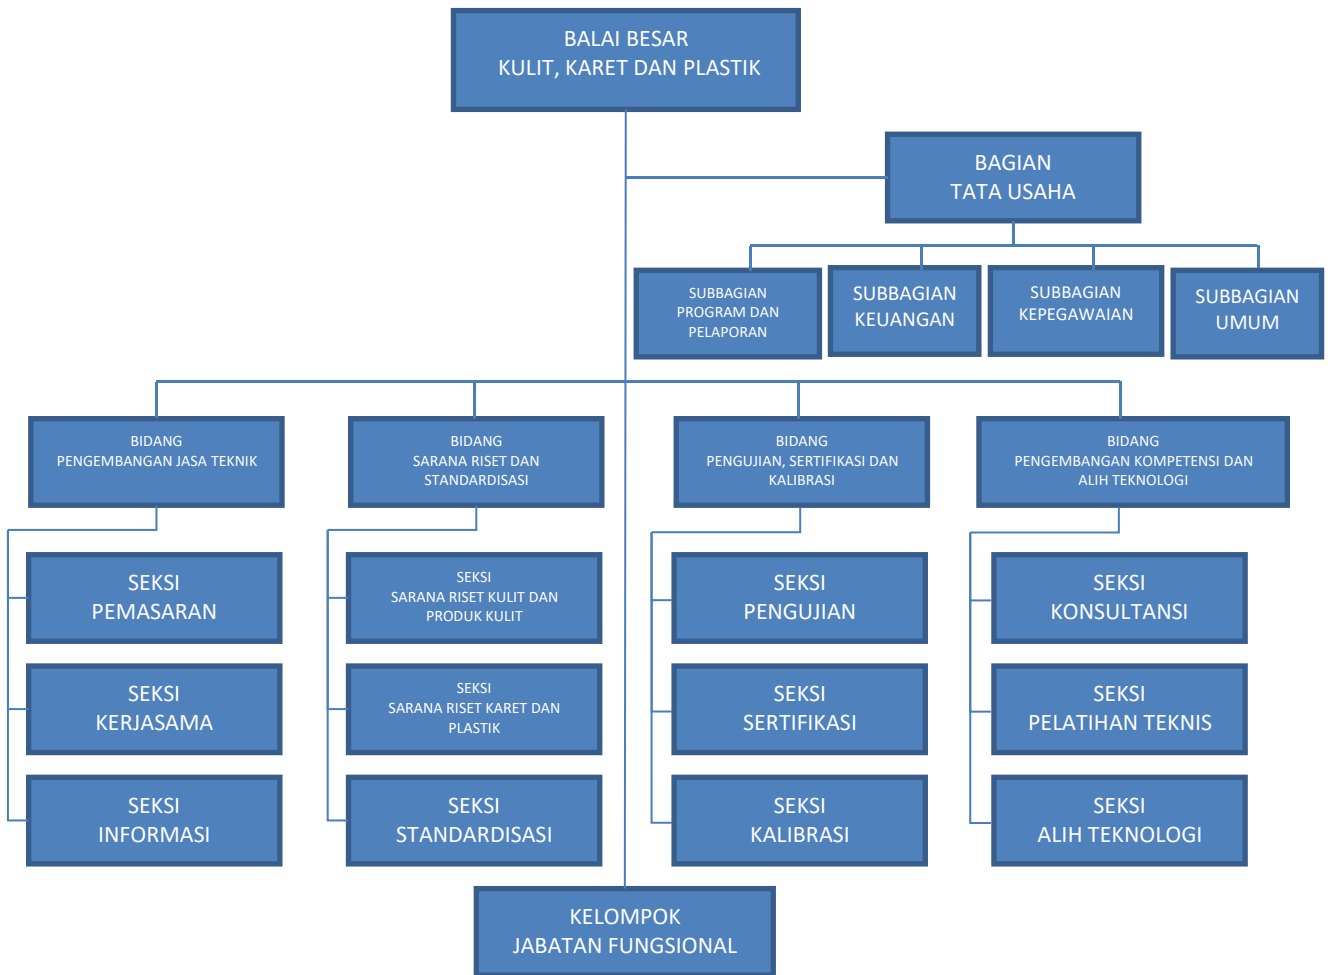 BALAI BESAR
KULIT, KARET DAN PLASTIK
BAGIAN
TATA USAHA
SUBBAGIAN
PROGRAM DAN
PELAPORAN
SUBBAGIAN
KEUANGAN
SUBBAGIAN
KEPEGAWAIAN
SUBBAGIAN
UMUM
BIDANG
PENGEMBANGAN JASA TEKNIK
BIDANG
SARANA RISET DAN
STANDARDISASI
BIDANG
PENGUJIAN, SERTIFIKASI DAN
KALIBRASI
BIDANG
PENGEMBANGAN KOMPETENSI DAN
ALIH TEKNOLOGI
SEKSI
PEMASARAN
SEKSI
SARANA RISET KULIT DAN
PRODUK KULIT
SEKSI
PENGUJIAN
SEKSI
KONSULTANSI
SEKSI
KERJASAMA
SEKSI
SARANA RISET KARET DAN
PLASTIK
SEKSI
SERTIFIKASI
SEKSI
PELATIHAN TEKNIS
SEKSI
INFORMASI
SEKSI
STANDARDISASI
SEKSI
KALIBRASI
SEKSI
ALIH TEKNOLOGI
KELOMPOK
JABATAN FUNGSIONAL